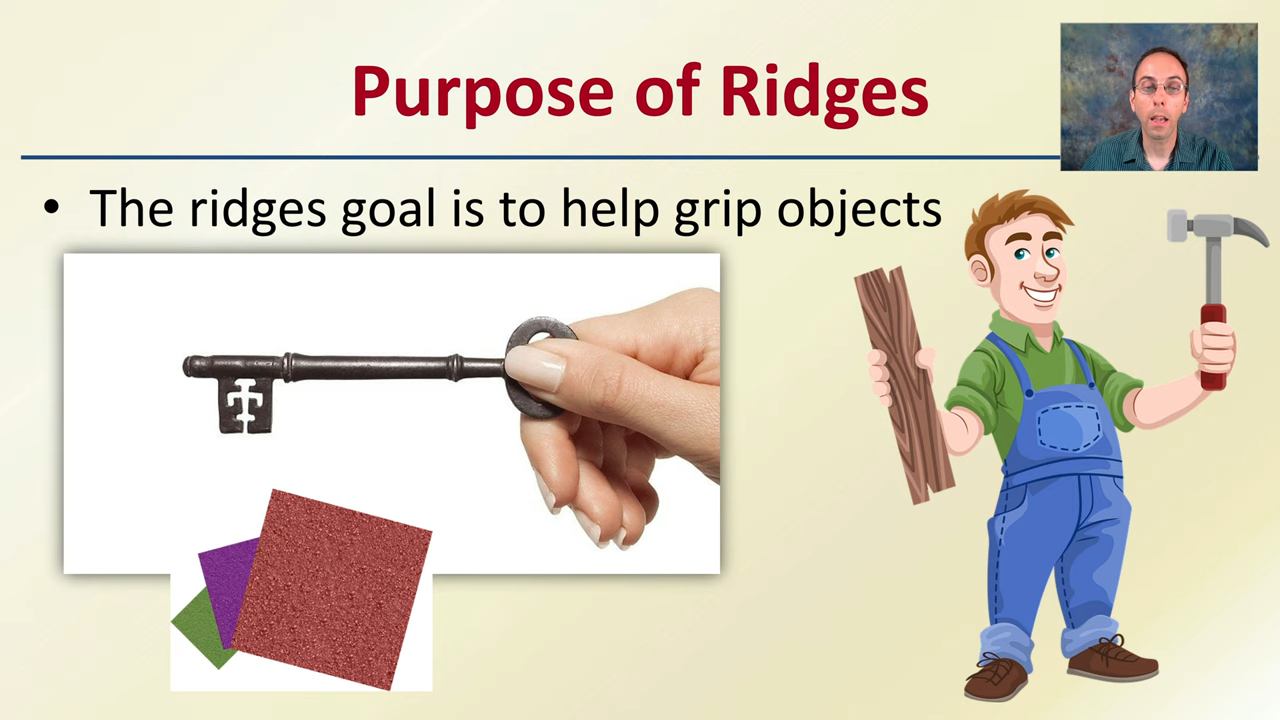 Purpose of Ridges
• The ridges goal is to help grip objects